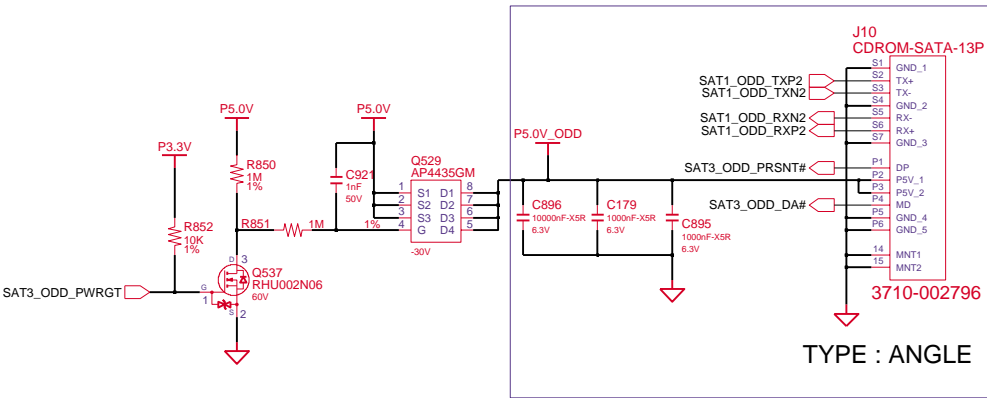 J10
CDROM-SATA-13P
S1 GND_1
SAT1_ODD_TXP2 S2 TX+
SAT1_ODD_TXN2 S3 TX-
S4 GND_2
SAT1_ODD_RXN2 S5 RX-
SAT1_ODD_RXP2 S6 RX+
S7 GND_3
SAT3_ODD_PRSNT# P1 DP
P2 P5V_1
P3 P5V_2
SAT3_ODD_DA# P4 MD
P5 GND_4
P6 GND_5
14 MNT1
15 MNT2
3710-002796
TYPE : ANGLE
P5.0V P5.0V
P3.3V
P5.0V_ODD
R850
1M
1%
C921
1nF
50V
Q529
AP4435GM
1 S1 D1 8
2 S2 D2 7
3 S3 D3 6
4 G D4 5
-30V
R852
10K
1%
R851 1M 1%
C896
10000nF-X5R
6.3V
C179
1000nF-X5R
6.3V
C895
1000nF-X5R
6.3V
D 3
Q537
RHU002N06
60V
SAT3_ODD_PWRGT
G
1
S 2